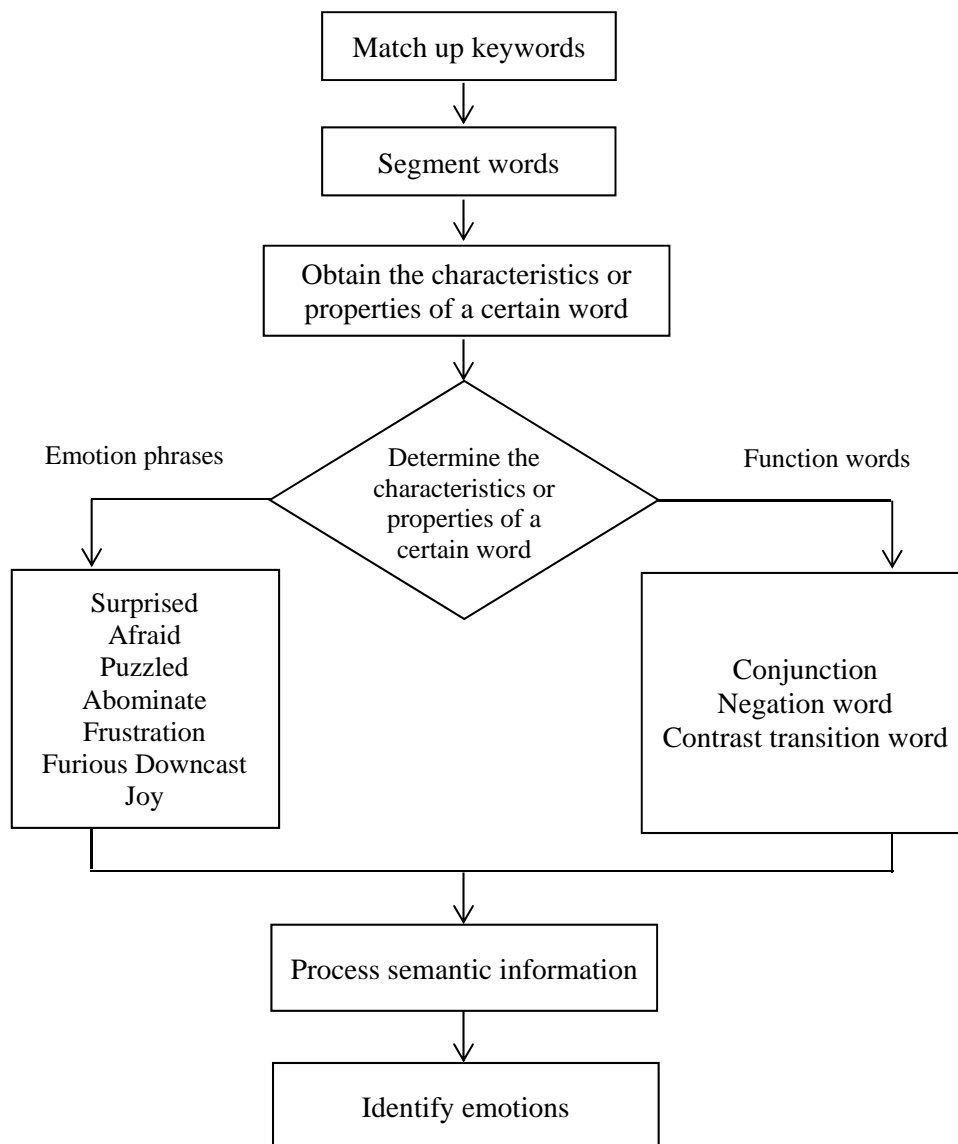 Match up keywords
Segment words
Obtain the characteristics or
properties of a certain word
Emotion phrases
Determine the
characteristics or
properties of a
certain word
Function words
Surprised
Afraid
Puzzled
Abominate
Frustration
Furious Downcast
Joy
Conjunction
Negation word
Contrast transition word
Process semantic information
Identify emotions